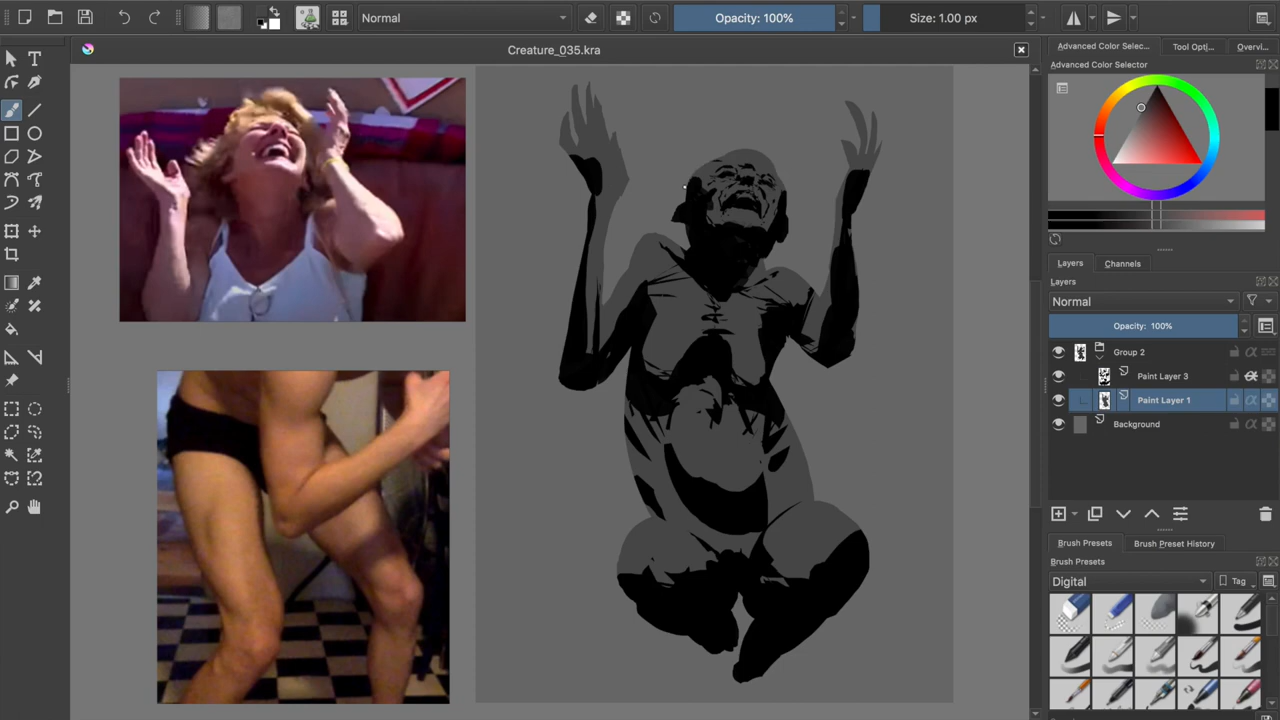 Normal
Opacity: 100%
Size: 1.00 px
Creature_035.kra
Advanced Color Selec...
Tool Opti...
Overvi...
Advanced Color Selector
Layers
Channels
Layers
Normal
Opacity: 100%
Group 2
Paint Layer 3
Paint Layer 1
Background
Brush Presets
Brush Preset History
Brush Presets
Digital
Tag